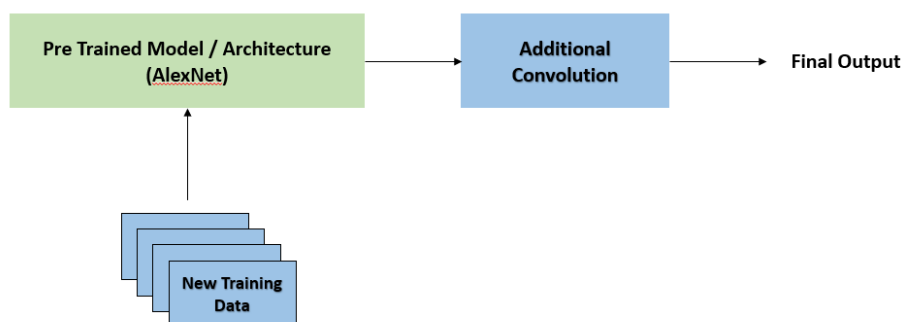 Pre Trained Model / Architecture
(AlexNet)
Additional
Convolution
Final Output
New Training
Data